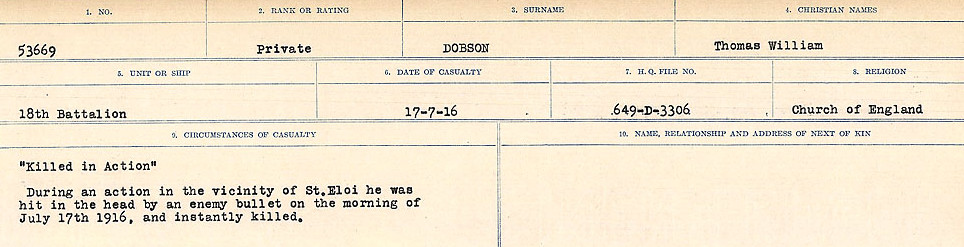 1. NO. 2. RANK OR RATING 3. SURNAME 4. CHRISTIAN NAMES
53669 Private DOBSON Thomas William
5. UNIT OR SHIP 6. DATE OF CASUALTY 7. H. Q. FILE NO. 8. RELIGION
18th Battalion 17-7-16 649-D-3306 Church of England
9. CIRCUMSTANCES OF CASUALTY 10. NAME, RELATIONSHIP AND ADDRESS OF NEXT OF KIN
"Killed in Action"
During an action in the vicinity of St.Eloi he was
hit in the head by an enemy bullet on the morning of
July 17th 1916, and instantly killed.